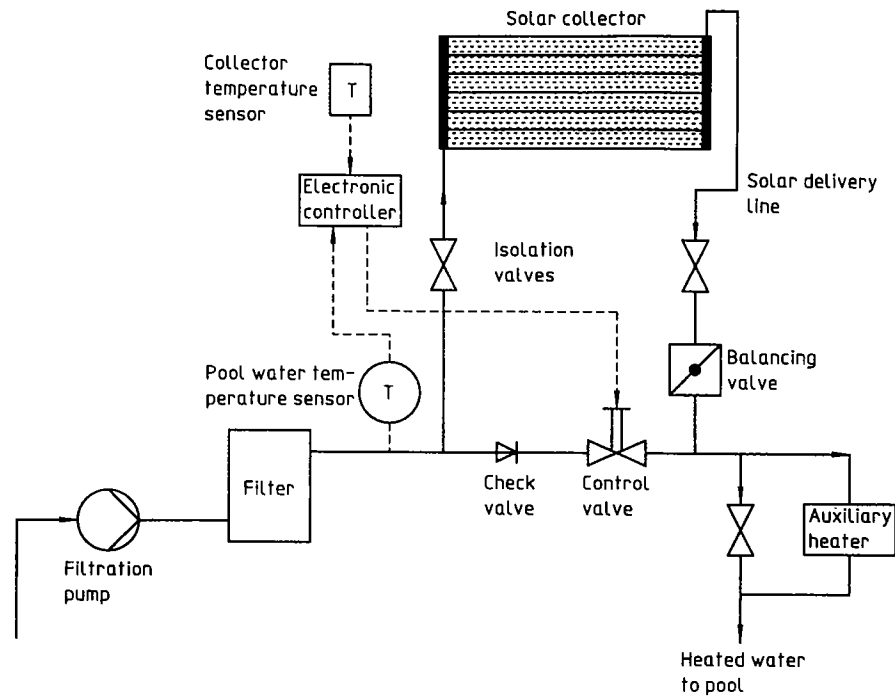 Solar collector
Collector
temperature
sensor
T
Electronic
controller
Solar delivery
line
Isolation
valves
Pool water tem-
perature sensor
T
Balancing
valve
Filter
Check
valve
Control
valve
Auxiliary
heater
Filtration
pump
Heated water
to pool